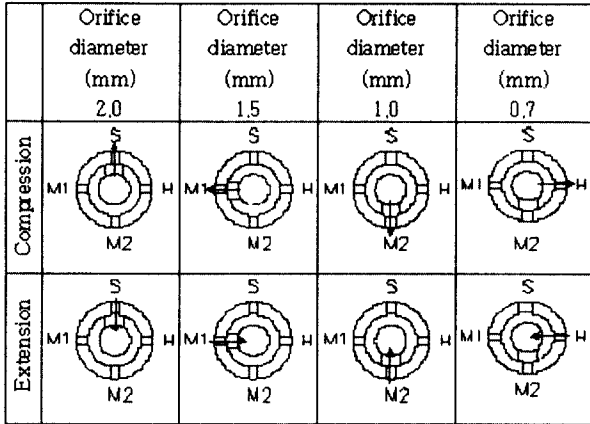 Orifice diameter (mm) 2.0
Orifice diameter (mm) 1.5
Orifice diameter (mm) 1.0
Orifice diameter (mm) 0.7
Compression
S
M1
H
M2
S
M1
H
M2
S
M1
H
M2
S
M1
H
M2
Extension
S
M1
H
M2
S
M1
H
M2
S
M1
H
M2
S
M1
H
M2